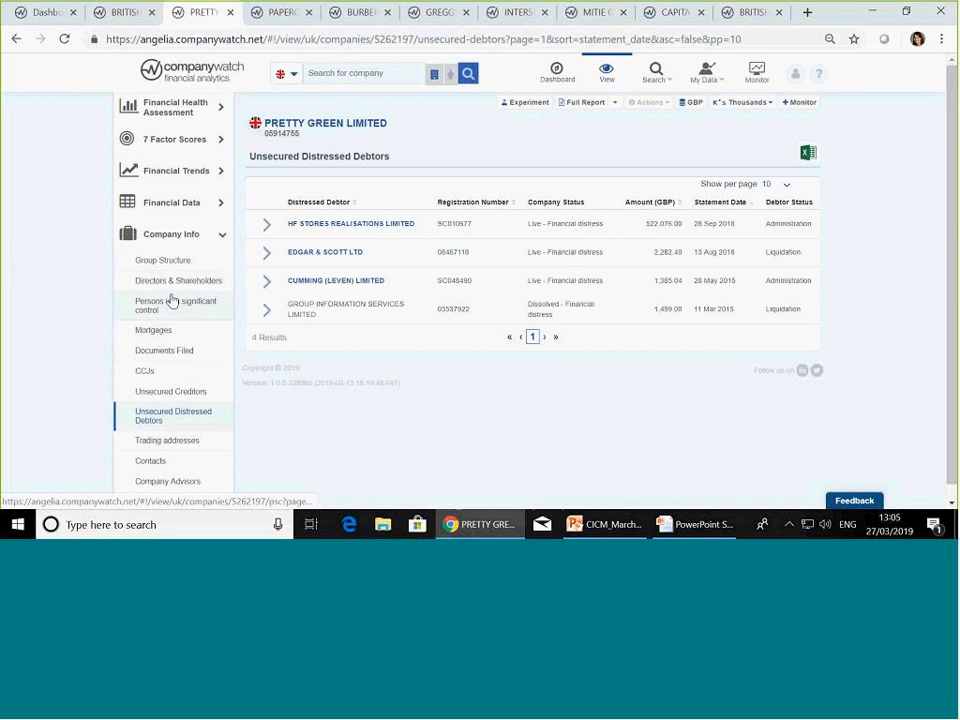 Dashbo
BRITISH
PRETTY
PAPERC
BURBE
GREGG
INTERS
MITIE G
CAPITA
BRITISH
https://angelia.companywatch.net/#!/view/uk/companies/5262197/unsecured-debtors?page=1&sort=statement_date&asc=false&pp=10
companywatch
financial analytics
Search for company
Dashboard
View
Search
My Data
Monitor
?
Experiment
Full Report
Actions
GBP
K's Thousands
+Monitor
Financial Health
Assessment
7 Factor Scores
Financial Trends
Financial Data
Company Info
Group Structure
Directors & Shareholders
Persons significant
control
Mortgages
Documents Filed
CCJs
Unsecured Creditors
Unsecured Distressed
Debtors
Trading addresses
Contacts
Company Advisors
PRETTY GREEN LIMITED
05914755
Unsecured Distressed Debtors
Show per page 10
Distressed Debtor Registration Number Company Status Amount (GBP) Statement Date Debtor Status
HF STORES REALISATIONS LIMITED SC010677 Live - Financial distress 522,076.00 28 Sep 2018 Administration
EDGAR & SCOTT LTD 08457118 Live - Financial distress 2,282.40 13 Aug 2018 Liquidation
CUMMING (LEVEN) LIMITED SC046490 Live - Financial distress 1,385.04 28 May 2015 Administration
GROUP INFORMATION SERVICES
LIMITED
03537922
Dissolved - Financial
distress
1,499.00 11 Mar 2015 Liquidation
4 Results
« ‹ 1 › »
Copyright © 2019
Follow us on
https://angelia.companywatch.net/#!/view/uk/companies/5262197/psc?page...
Feedback
Type here to search
PRETTY GRE...
CICM_March...
PowerPoint S...
ENG
13:05
27/03/2019
1